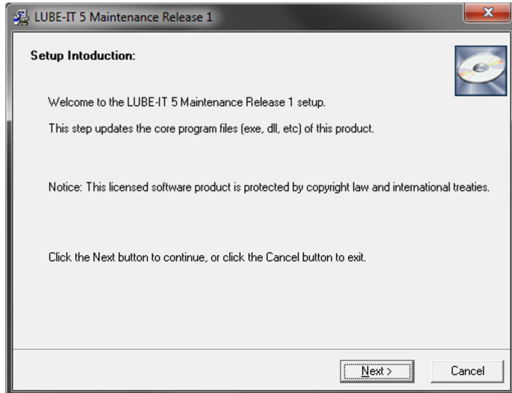 LUBE-IT 5 Maintenance Release 1
Setup Intoduction:
Welcome to the LUBE-IT 5 Maintenance Release 1 setup.
This step updates the core program files (exe, dll, etc) of this product.
Notice: This licensed software product is protected by copyright law and international treaties.
Click the Next button to continue, or click the Cancel button to exit.
Next >
Cancel